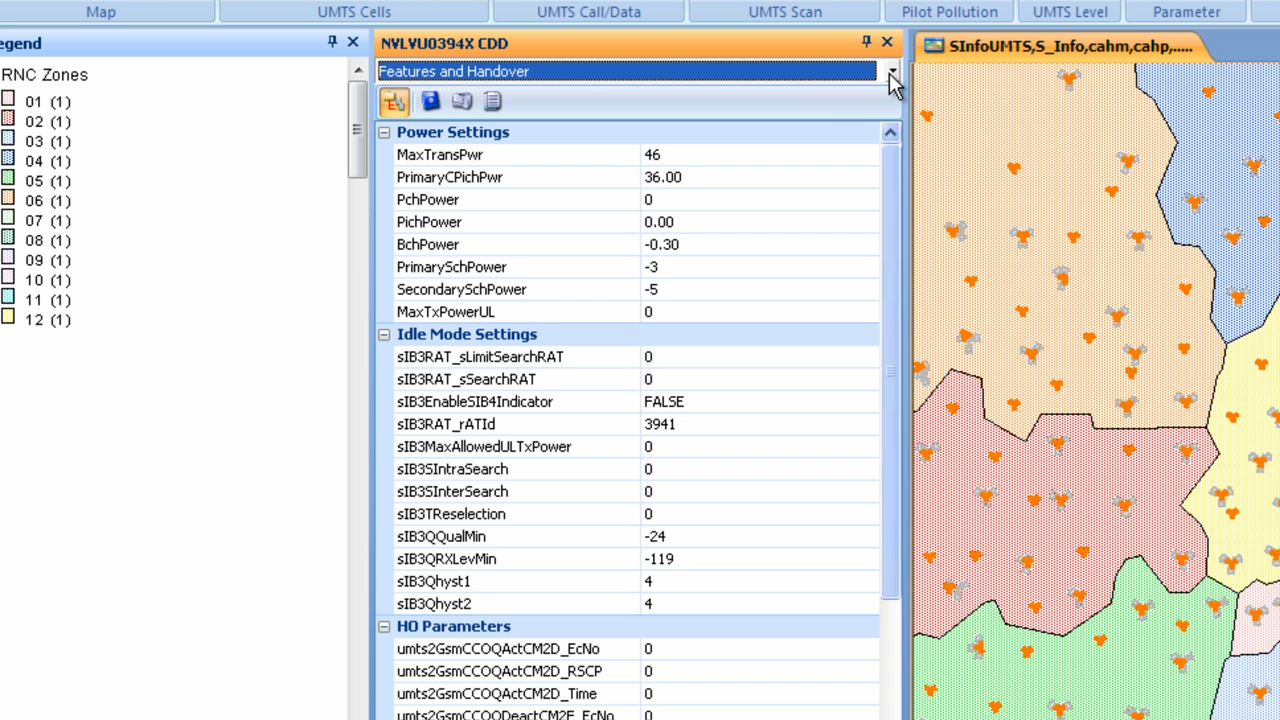 Map UMTS Cells UMTS Call/Data UMTS Scan Pilot Pollution UMTS Level Parameter
egend
RNC Zones
01 (1)
02 (1)
03 (1)
04 (1)
05 (1)
06 (1)
07 (1)
08 (1)
09 (1)
10 (1)
11 (1)
12 (1)
NVLVU0394X CDD
Features and Handover
Power Settings
MaxTransPwr 46
PrimaryCPichPwr 36.00
PchPower 0
PichPower 0.00
BchPower -0.30
PrimarySchPower -3
SecondarySchPower -5
MaxTxPowerUL 0
Idle Mode Settings
sIB3RAT_sLimitSearchRAT 0
sIB3RAT_sSearchRAT 0
sIB3EnableSIB4Indicator FALSE
sIB3RAT_rATId 3941
sIB3MaxAllowedULTxPower 0
sIB3SIntraSearch 0
sIB3SInterSearch 0
sIB3TReselection 0
sIB3QQualMin -24
sIB3QRXLevMin -119
sIB3Qhyst1 4
sIB3Qhyst2 4
HO Parameters
umts2GsmCCOQActCM2D_EcNo 0
umts2GsmCCOQActCM2D_RSCP 0
umts2GsmCCOQActCM2D_Time 0
umts2GsmCCOQDeactCM2F_EcNo 0
SInfoUMTS,S_Info,cahm,cahp,.....